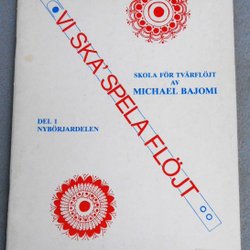 VI SKA' SPELA FLÖJT
SKOLA FÖR TVÄRFLÖJT
AV
MICHAEL BAJOMI
DEL 1
NYBÖRJARDELEN